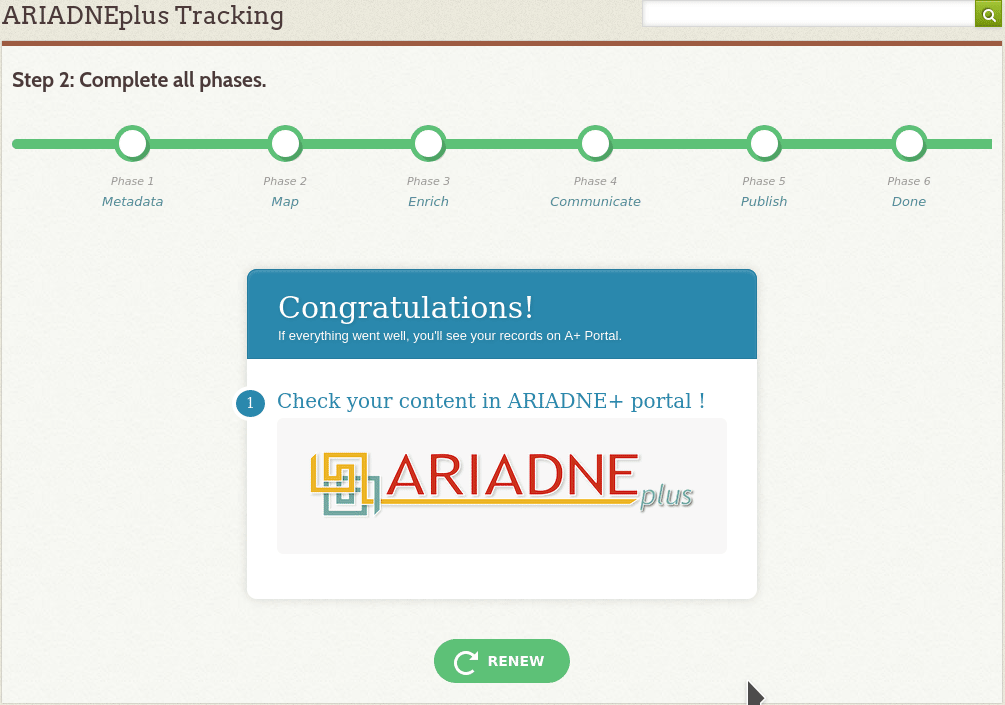 ARIADNEplus Tracking
Step 2: Complete all phases.
Phase 1 Phase 2 Phase 3 Phase 4 Phase 5 Phase 6
Metadata Map Enrich Communicate Publish Done
Congratulations!
If everything went well, you'll see your records on A+ Portal.
1 Check your content in ARIADNE+ portal !
ARIADNE plus
RENEW